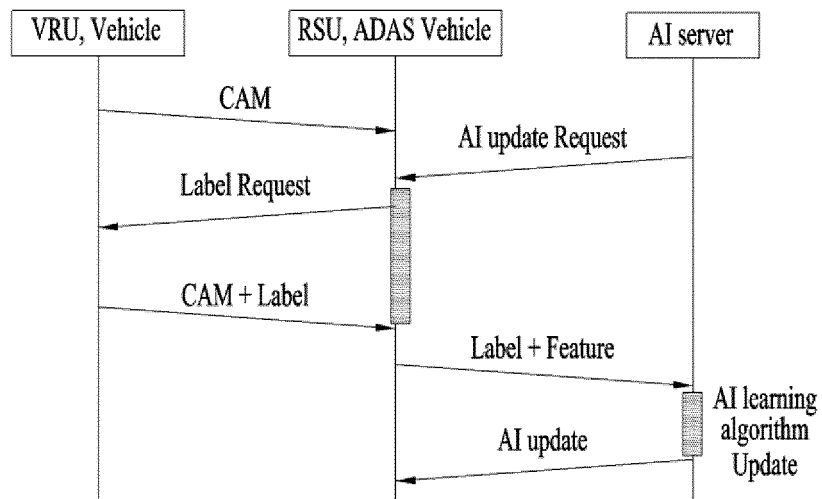 VRU, Vehicle
RSU, ADAS Vehicle
AI server
CAM
AI update Request
Label Request
CAM + Label
Label + Feature
AI learning
algorithm
Update
AI update